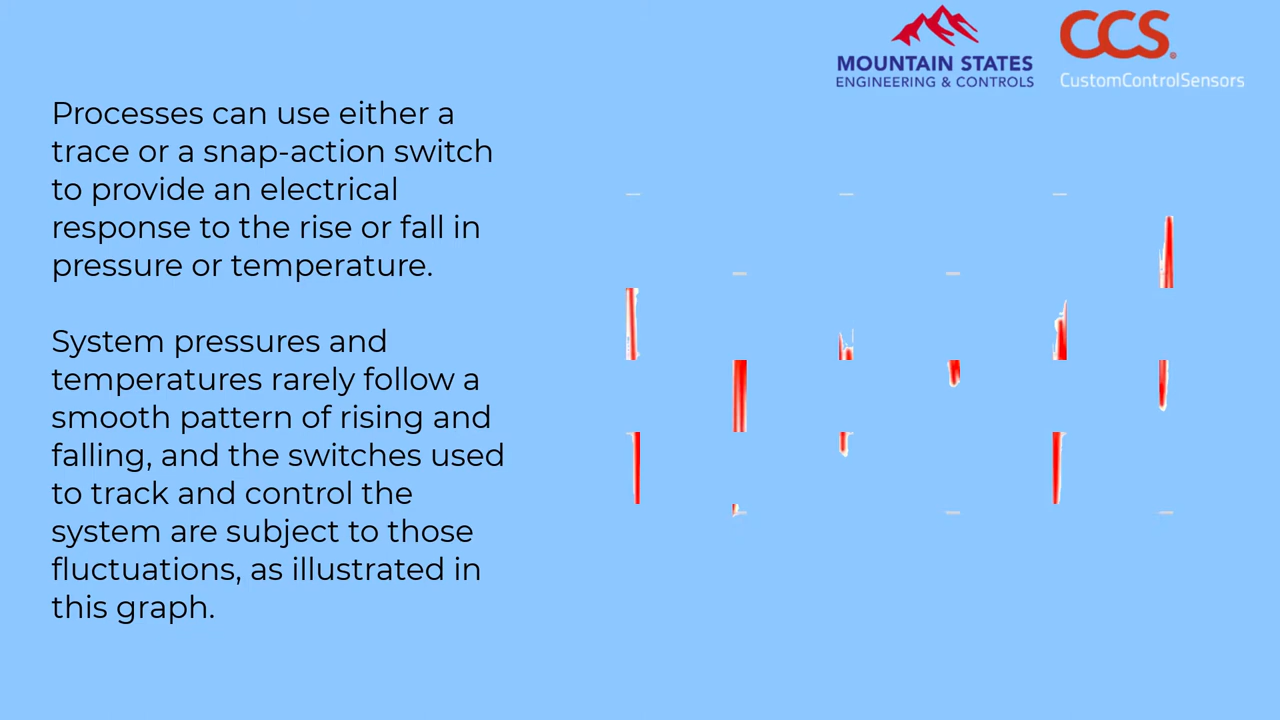 MOUNTAIN STATES
ENGINEERING & CONTROLS
CCS®
CustomControlSensors
Processes can use either a
trace or a snap-action switch
to provide an electrical
response to the rise or fall in
pressure or temperature.
System pressures and
temperatures rarely follow a
smooth pattern of rising and
falling, and the switches used
to track and control the
system are subject to those
fluctuations, as illustrated in
this graph.